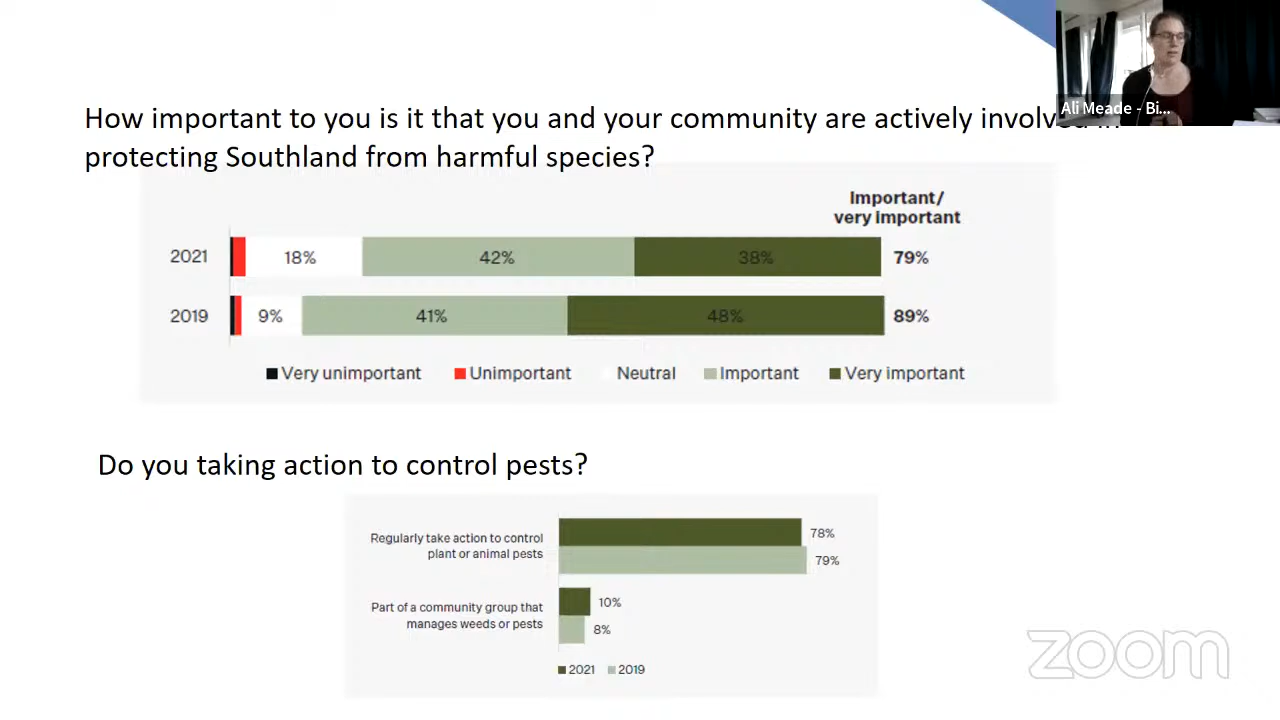 Ali Meade - Bi...
How important to you is it that you and your community are actively involved in
protecting Southland from harmful species?
Important/
very important
2021 18% 42% 38% 79%
2019 9% 41% 48% 89%
Very unimportant Unimportant Neutral Important Very important
Do you taking action to control pests?
Regularly take action to control
plant or animal pests
78%
79%
Part of a community group that
manages weeds or pests
10%
8%
2021 2019
zoom